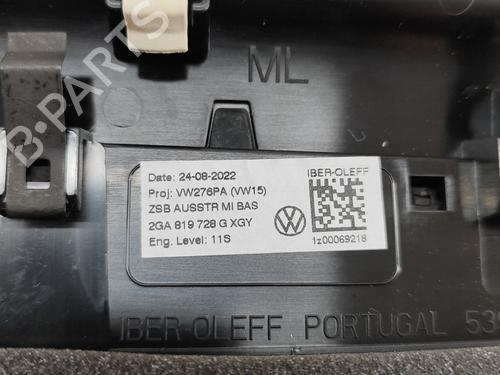 ML
B-PARTS
Date: 24-08-2022
Proj: VW276PA (VW15)
ZSB AUSSTR MI BAS
2GA 819 728 G XGY
Eng. Level: 11S
IBER-OLEFF
1z00069218
IBER-OLEFF PORTUGAL